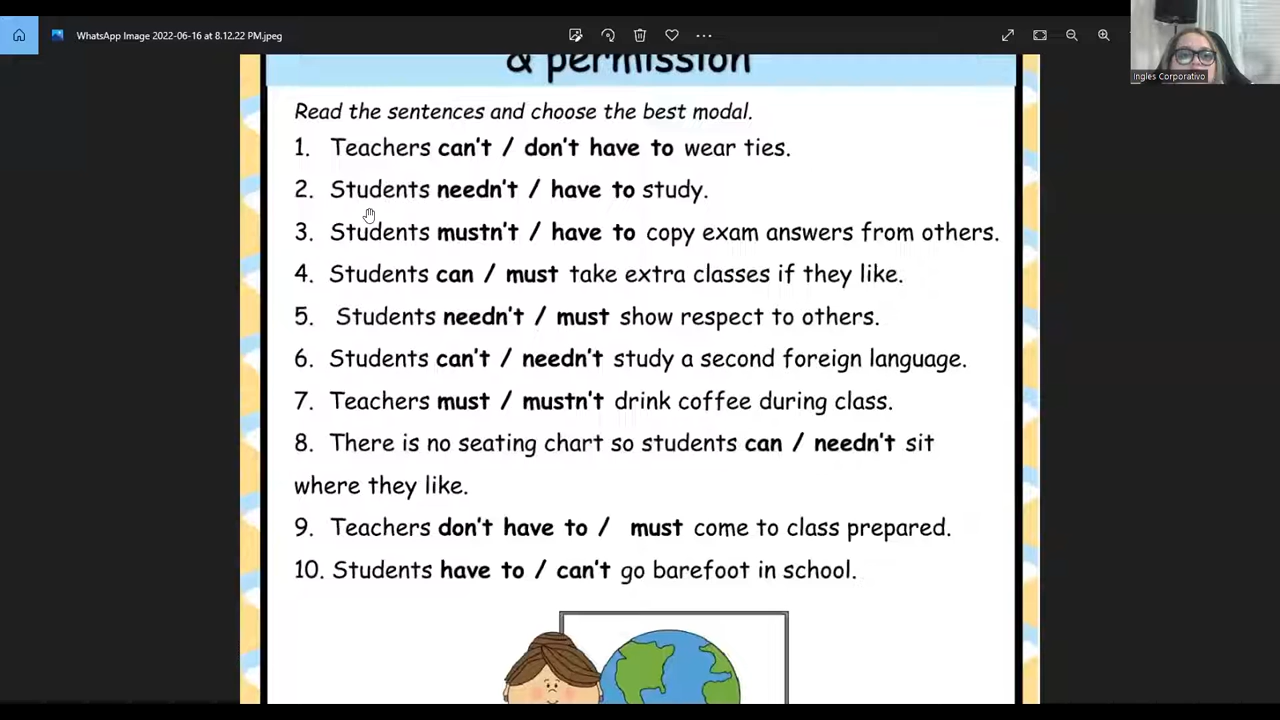 WhatsApp Image 2022-06-16 at 8.12.22 PM.jpeg
Ingles Corporativo
& permission
Read the sentences and choose the best modal.
1. Teachers can't / don't have to wear ties.
2. Students needn't / have to study.
3. Students mustn't / have to copy exam answers from others.
4. Students can / must take extra classes if they like.
5. Students needn't / must show respect to others.
6. Students can't / needn't study a second foreign language.
7. Teachers must / mustn't drink coffee during class.
8. There is no seating chart so students can / needn't sit
where they like.
9. Teachers don't have to / must come to class prepared.
10. Students have to / can't go barefoot in school.